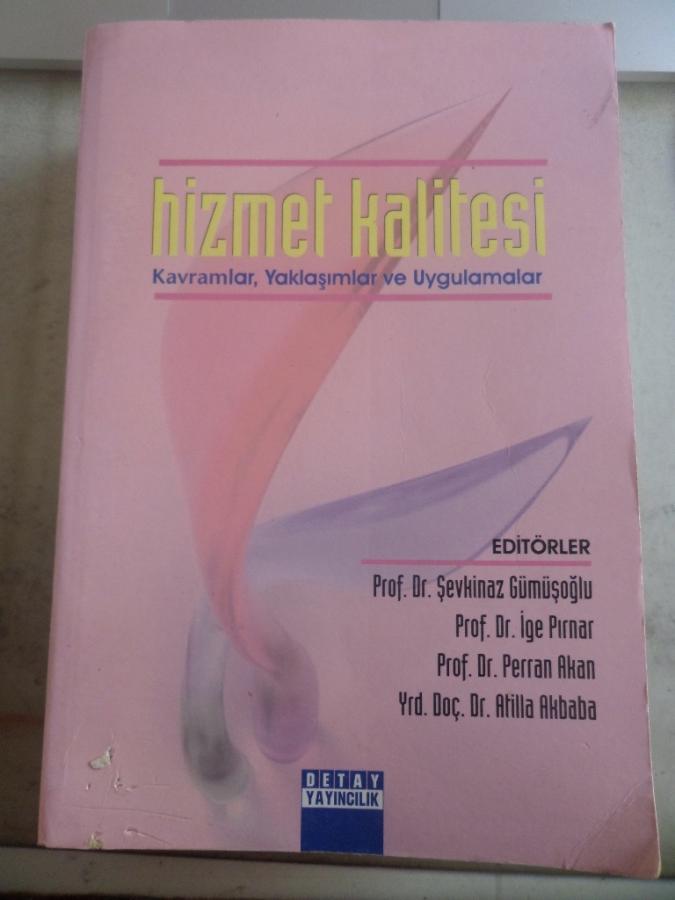 hizmet kalitesi
Kavramlar, Yaklaşımlar ve Uygulamalar
EDİTÖRLER
Prof. Dr. Şevkinaz Gümüşoğlu
Prof. Dr. İge Pırnar
Prof. Dr. Perran Akan
Yrd. Doç. Dr. Atilla Akbaba
DETAY
YAYINCILIK